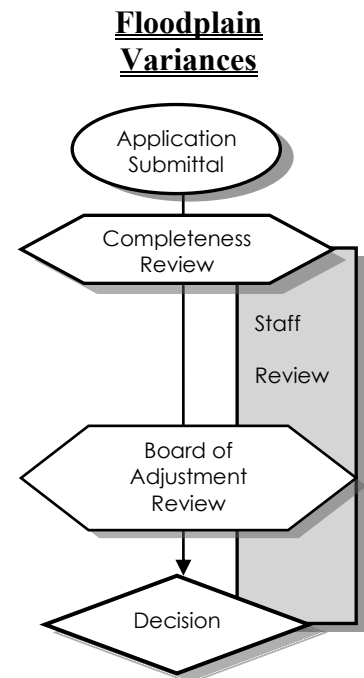 Floodplain
Variances
Application
Submittal
Completeness
Review
Staff
Review
Board of
Adjustment
Review
Decision